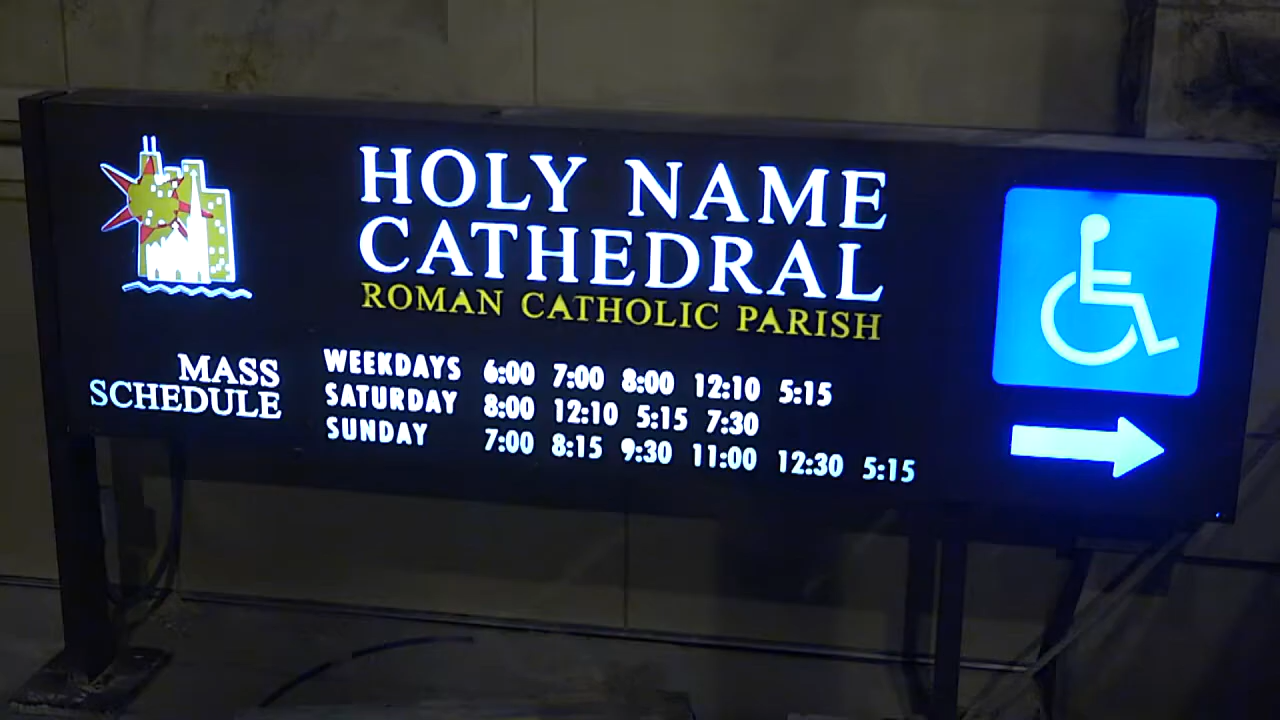 HOLY NAME
CATHEDRAL
ROMAN CATHOLIC PARISH
MASS
SCHEDULE
WEEKDAYS 6:00 7:00 8:00 12:10 5:15
SATURDAY 8:00 12:10 5:15 7:30
SUNDAY 7:00 8:15 9:30 11:00 12:30 5:15